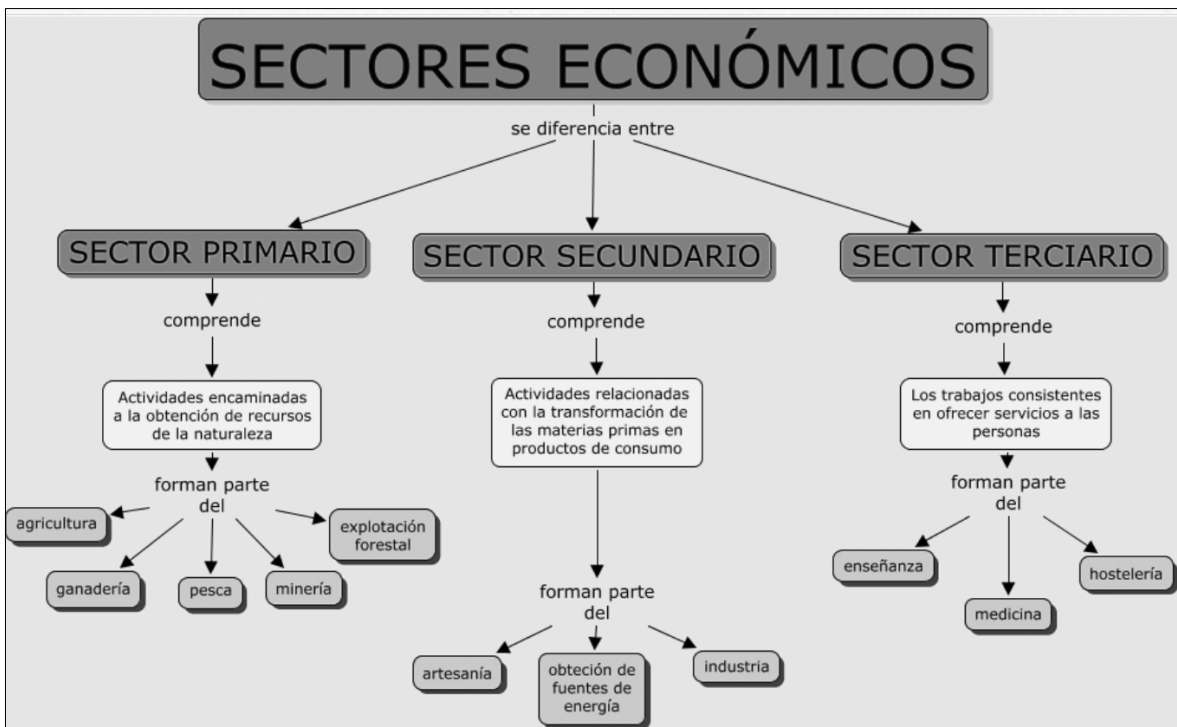 SECTORES ECONÓMICOS
se diferencia entre
SECTOR PRIMARIO
comprende
Actividades encaminadas
a la obtención de recursos
de la naturaleza
forman parte
del
agricultura
ganadería
pesca
minería
explotación
forestal
SECTOR SECUNDARIO
comprende
Actividades relacionadas
con la transformación de
las materias primas en
productos de consumo
forman parte
del
artesanía
obteción de
fuentes de
energía
industria
SECTOR TERCIARIO
comprende
Los trabajos consistentes
en ofrecer servicios a las
personas
forman parte
del
enseñanza
medicina
hostelería